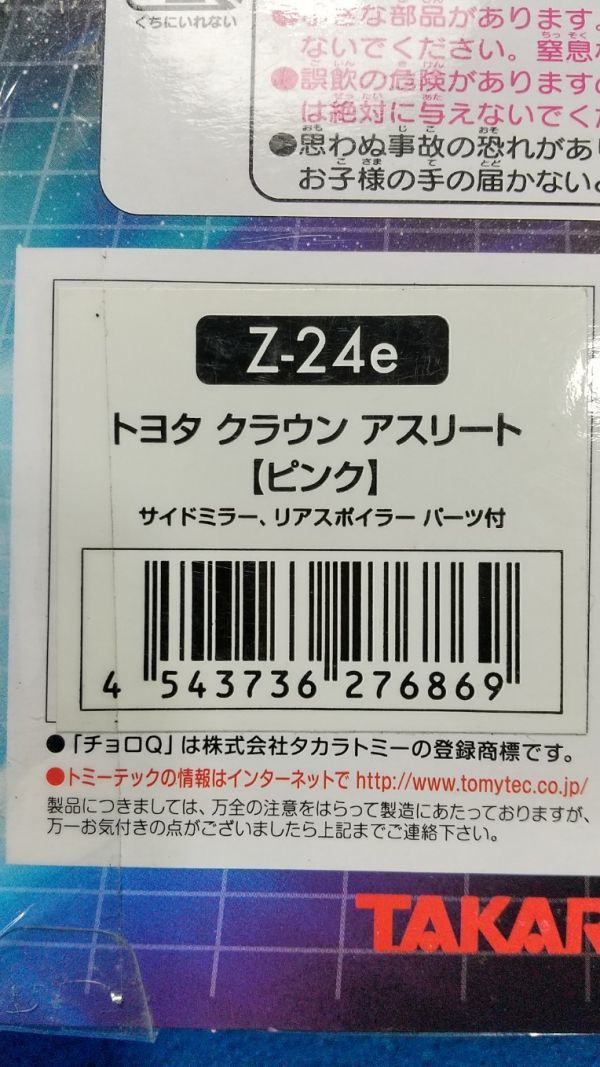 くちにいれない
な部品があります。
ないでください。窒息
●誤飲の危険があります
は絶対に与えないでくだ
●思わぬ事故の恐れがあり
お子様の手の届かない
Z-24e
トヨタ クラウン アスリート
【ピンク】
サイドミラー、リアスポイラー パーツ付
4 543736 276869
●「チョロQ」は株式会社タカラトミーの登録商標です。
●トミーテックの情報はインターネットで http://www.tomytec.co.jp/
製品につきましては、万全の注意をはらって製造にあたっておりますが、
万一お気付きの点がございましたら上記までご連絡下さい。
TAKAR